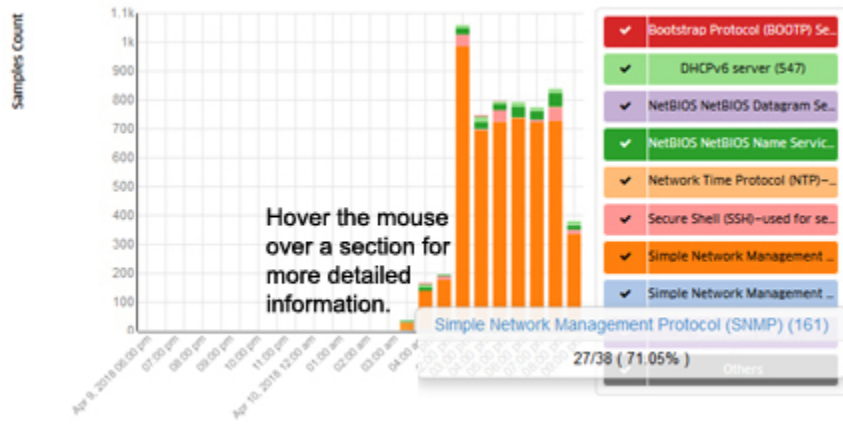 Samples Count
1.1k
1k
900
800
700
600
500
400
300
200
100
0
Hover the mouse
over a section for
more detailed
information.
Apr 9, 2018 06:00 pm
07:00 pm
08:00 pm
09:00 pm
10:00 pm
11:00 pm
Apr 10, 2018 12:00 am
01:00 am
02:00 am
03:00 am
04:00
Bootstrap Protocol (BOOTP) Se...
DHCPv6 server (547)
NetBIOS NetBIOS Datagram Se...
NetBIOS NetBIOS Name Servic...
Network Time Protocol (NTP)—...
Secure Shell (SSH)—used for se...
Simple Network Management ...
Simple Network Management ...
Simple Network Management Protocol (SNMP) (161)
27/38 ( 71.05% )
Others